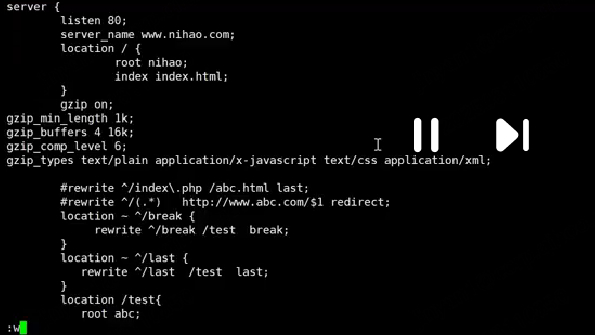 server {
listen 80;
server_name www.nihao.com;
location / {
root nihao;
index index.html;
}
gzip on;
gzip_min_length 1k;
gzip_buffers 4 16k;
gzip_comp_level 6;
gzip_types text/plain application/x-javascript text/css application/xml;
#rewrite ^/index\.php /abc.html last;
#rewrite ^/(.*) http://www.abc.com/$1 redirect;
location ~ ^/break {
rewrite ^/break /test break;
}
location ~ ^/last {
rewrite ^/last /test last;
}
location /test{
root abc;
:w